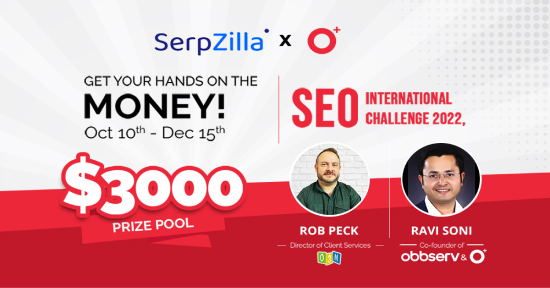 SerpZilla x O+
GET YOUR HANDS ON THE
MONEY!
Oct 10th - Dec 15th
SEO INTERNATIONAL
CHALLENGE 2022,
$3000
PRIZE POOL
ROB PECK
Director of Client Services
RAVI SONI
Co-founder of
obbserv & O+